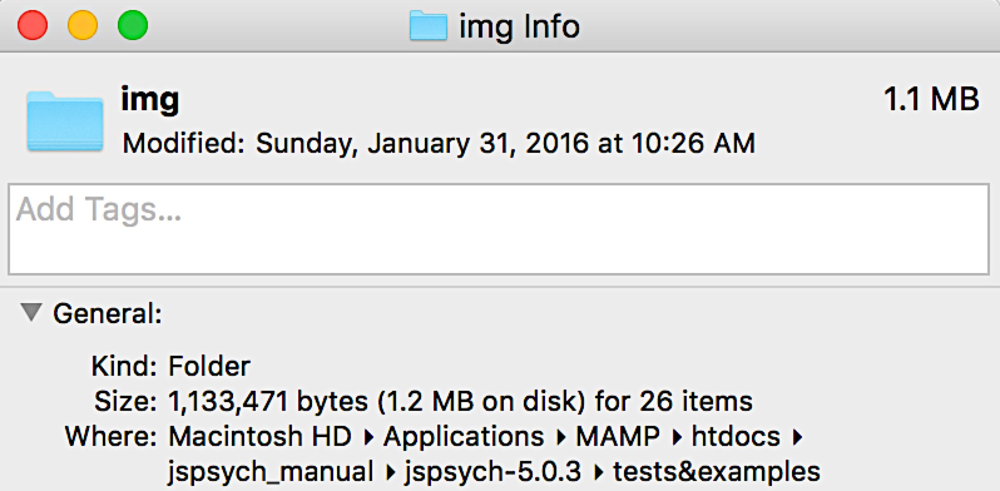 img Info
img
1.1 MB
Modified: Sunday, January 31, 2016 at 10:26 AM
Add Tags...
General:
Kind: Folder
Size: 1,133,471 bytes (1.2 MB on disk) for 26 items
Where: Macintosh HD ▸ Applications ▸ MAMP ▸ htdocs ▸
jspsych_manual ▸ jspsych-5.0.3 ▸ tests&examples